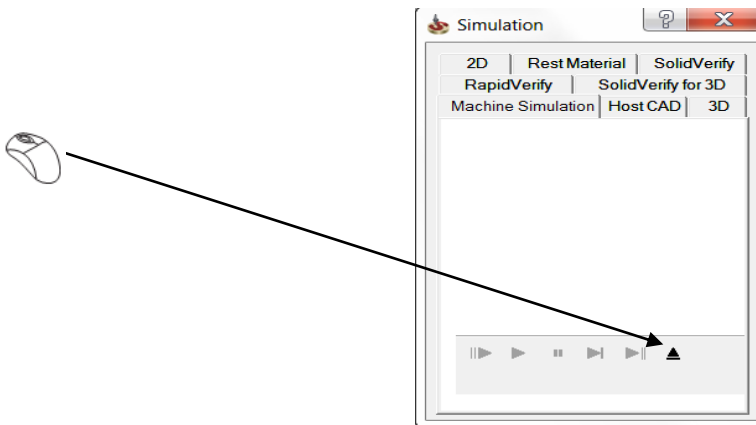 Simulation
2D Rest Material SolidVerify
RapidVerify SolidVerify for 3D
Machine Simulation Host CAD 3D